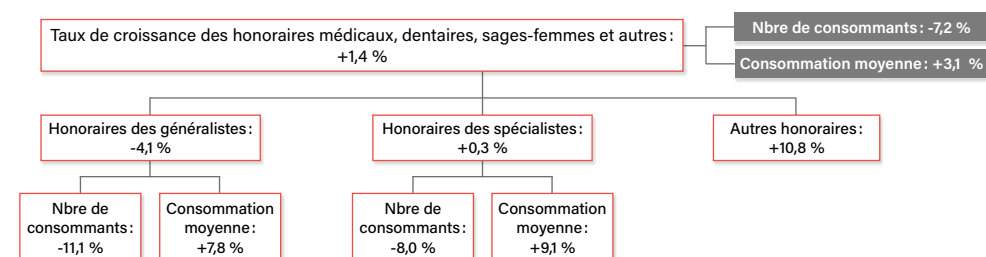 Taux de croissance des honoraires médicaux, dentaires, sages-femmes et autres :
+1,4 %
Nbre de consommants : -7,2 %
Consommation moyenne : +3,1 %
Honoraires des généralistes :
-4,1 %
Honoraires des spécialistes :
+0,3 %
Autres honoraires :
+10,8 %
Nbre de
consommants :
-11,1 %
Consommation
moyenne :
+7,8 %
Nbre de
consommants :
-8,0 %
Consommation
moyenne :
+9,1 %